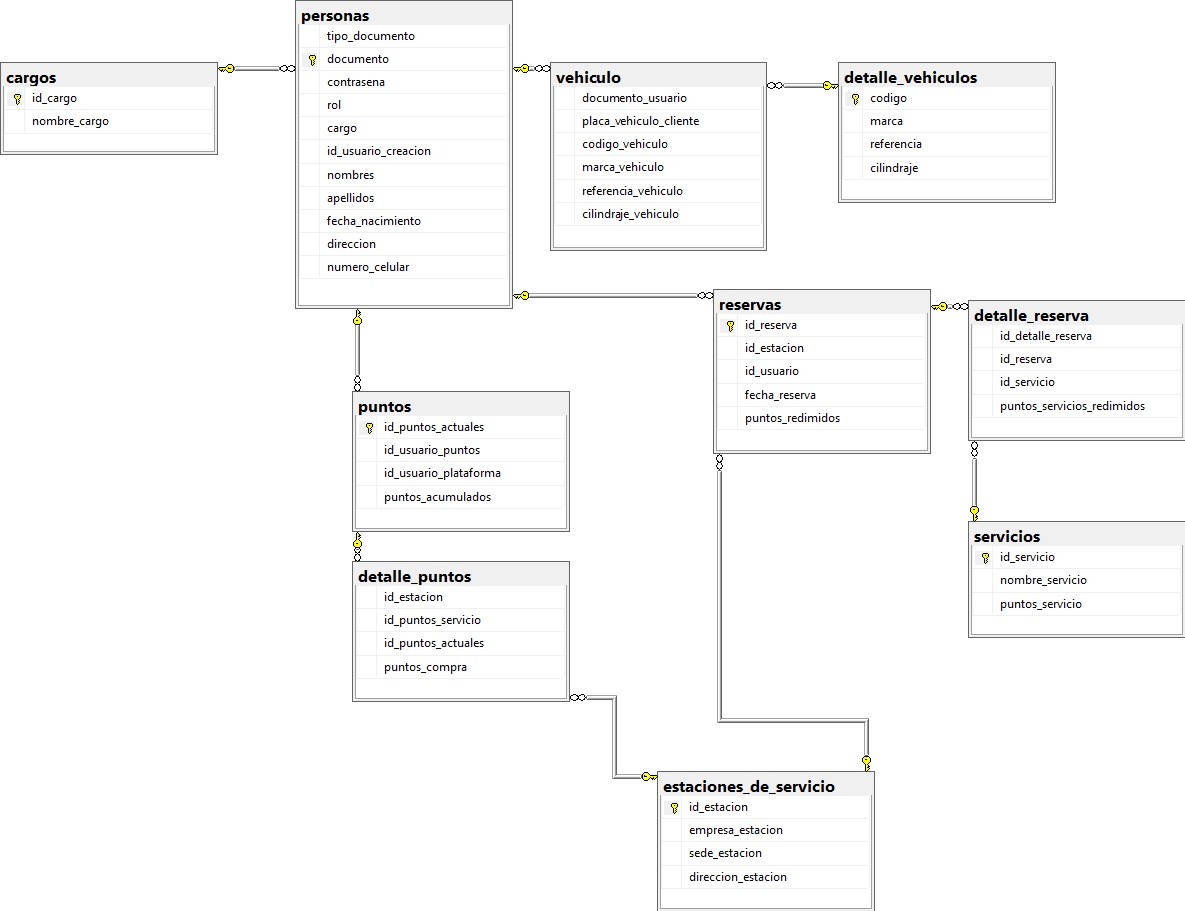 personas
tipo_documento
documento
contrasena
rol
cargo
id_usuario_creacion
nombres
apellidos
fecha_nacimiento
direccion
numero_celular
cargos
id_cargo
nombre_cargo
vehiculo
documento_usuario
placa_vehiculo_cliente
codigo_vehiculo
marca_vehiculo
referencia_vehiculo
cilindraje_vehiculo
detalle_vehiculos
codigo
marca
referencia
cilindraje
reservas
id_reserva
id_estacion
id_usuario
fecha_reserva
puntos_redimidos
detalle_reserva
id_detalle_reserva
id_reserva
id_servicio
puntos_servicios_redimidos
puntos
id_puntos_actuales
id_usuario_puntos
id_usuario_plataforma
puntos_acumulados
servicios
id_servicio
nombre_servicio
puntos_servicio
detalle_puntos
id_estacion
id_puntos_servicio
id_puntos_actuales
puntos_compra
estaciones_de_servicio
id_estacion
empresa_estacion
sede_estacion
direccion_estacion